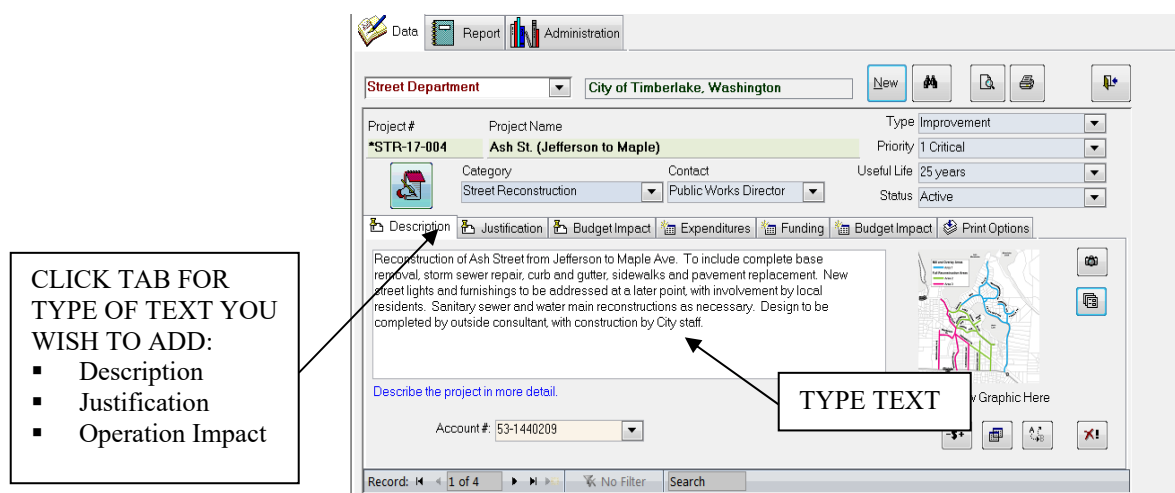 Data Report Administration
Street Department City of Timberlake, Washington New
Project # Project Name Type Improvement
*STR-17-004 Ash St. (Jefferson to Maple) Priority 1 Critical
Category Contact Useful Life 25 years
Street Reconstruction Public Works Director Status Active
Description Justification Budget Impact Expenditures Funding Budget Impact Print Options
Reconstruction of Ash Street from Jefferson to Maple Ave. To include complete base
removal, storm sewer repair, curb and gutter, sidewalks and pavement replacement. New
street lights and furnishings to be addressed at a later point, with involvement by local
residents. Sanitary sewer and water main reconstructions as necessary. Design to be
completed by outside consultant, with construction by City staff.
CLICK TAB FOR
TYPE OF TEXT YOU
WISH TO ADD:
▪ Description
▪ Justification
▪ Operation Impact
Describe the project in more detail.
TYPE TEXT
Graphic Here
Account #: 53-1440209
Record: 1 of 4 No Filter Search